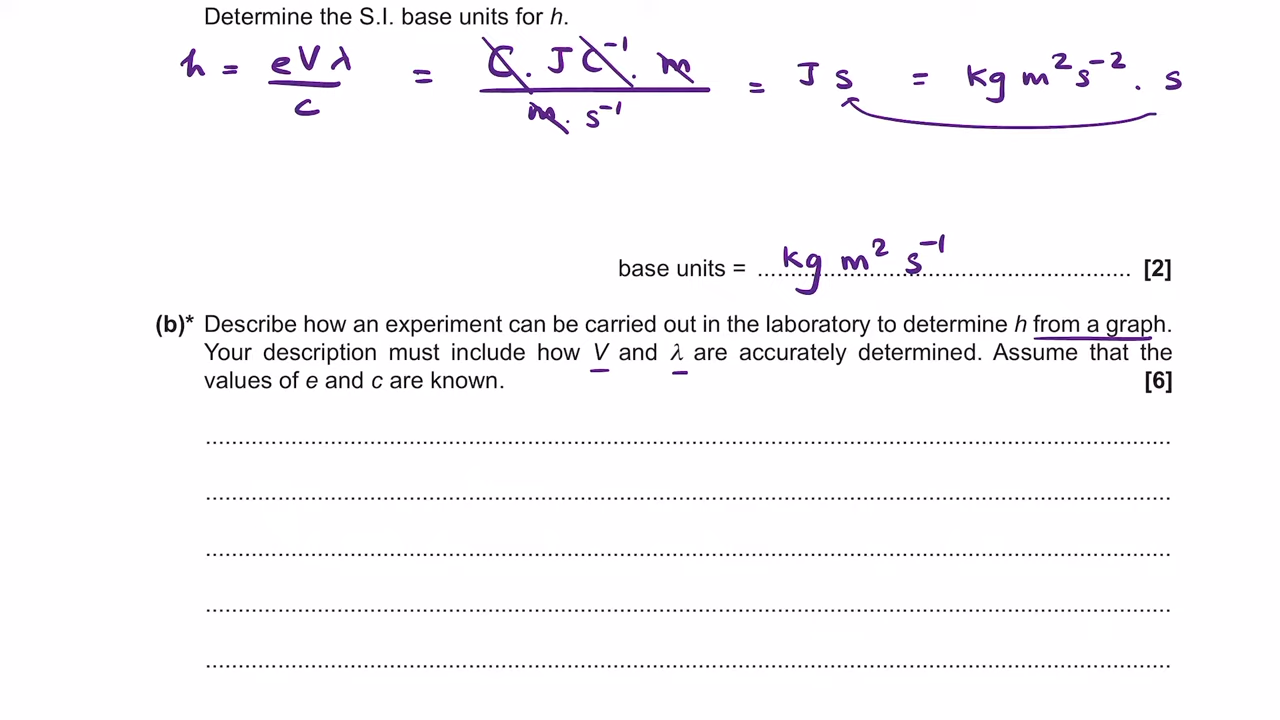 Determine the S.I. base units for h.
h = eVλ / c = C . J C⁻¹ . m / m . s⁻¹ = J s = kg m² s⁻² . s
base units = kg m² s⁻¹ [2]
(b)* Describe how an experiment can be carried out in the laboratory to determine h from a graph.
Your description must include how V and λ are accurately determined. Assume that the
values of e and c are known. [6]